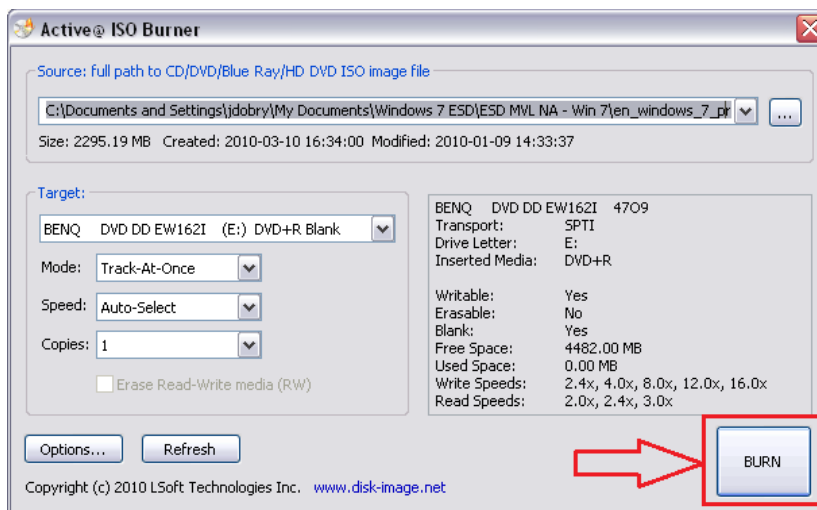 Active@ ISO Burner
Source: full path to CD/DVD/Blue Ray/HD DVD ISO image file
C:\Documents and Settings\jdobry\My Documents\Windows 7 ESD\ESD MVL NA - Win 7\en_windows_7_pr
...
Size: 2295.19 MB Created: 2010-03-10 16:34:00 Modified: 2010-01-09 14:33:37
Target:
BENQ DVD DD EW162I (E:) DVD+R Blank
Mode: Track-At-Once
Speed: Auto-Select
Copies: 1
Erase Read-Write media (RW)
BENQ DVD DD EW162I 47O9
Transport: SPTI
Drive Letter: E:
Inserted Media: DVD+R
Writable: Yes
Erasable: No
Blank: Yes
Free Space: 4482.00 MB
Used Space: 0.00 MB
Write Speeds: 2.4x, 4.0x, 8.0x, 12.0x, 16.0x
Read Speeds: 2.0x, 2.4x, 3.0x
Options... Refresh
BURN
Copyright (c) 2010 LSoft Technologies Inc. www.disk-image.net